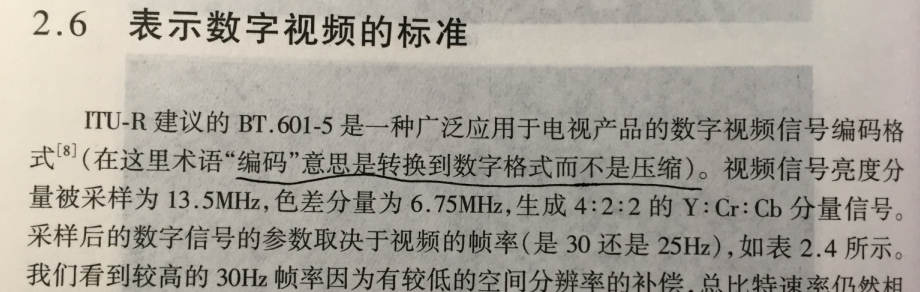 2.6 表示数字视频的标准
ITU-R 建议的 BT.601-5 是一种广泛应用于电视产品的数字视频信号编码格
式[8](在这里术语“编码”意思是转换到数字格式而不是压缩)。视频信号亮度分
量被采样为 13.5MHz,色差分量为 6.75MHz,生成 4:2:2 的 Y:Cr:Cb 分量信号。
采样后的数字信号的参数取决于视频的帧率(是 30 还是 25Hz),如表 2.4 所示。
我们看到较高的 30Hz 帧率因为有较低的空间分辨率的补偿,总比特速率仍然相